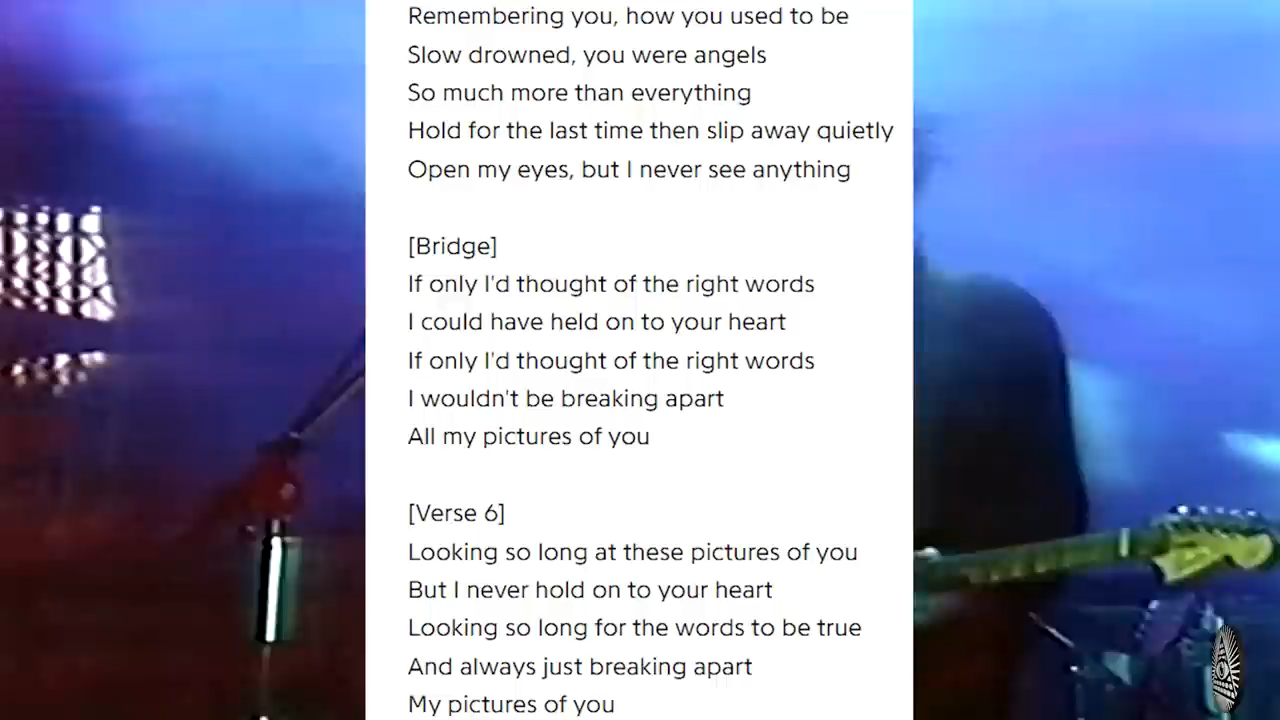 Remembering you, how you used to be
Slow drowned, you were angels
So much more than everything
Hold for the last time then slip away quietly
Open my eyes, but I never see anything
[Bridge]
If only I'd thought of the right words
I could have held on to your heart
If only I'd thought of the right words
I wouldn't be breaking apart
All my pictures of you
[Verse 6]
Looking so long at these pictures of you
But I never hold on to your heart
Looking so long for the words to be true
And always just breaking apart
My pictures of you